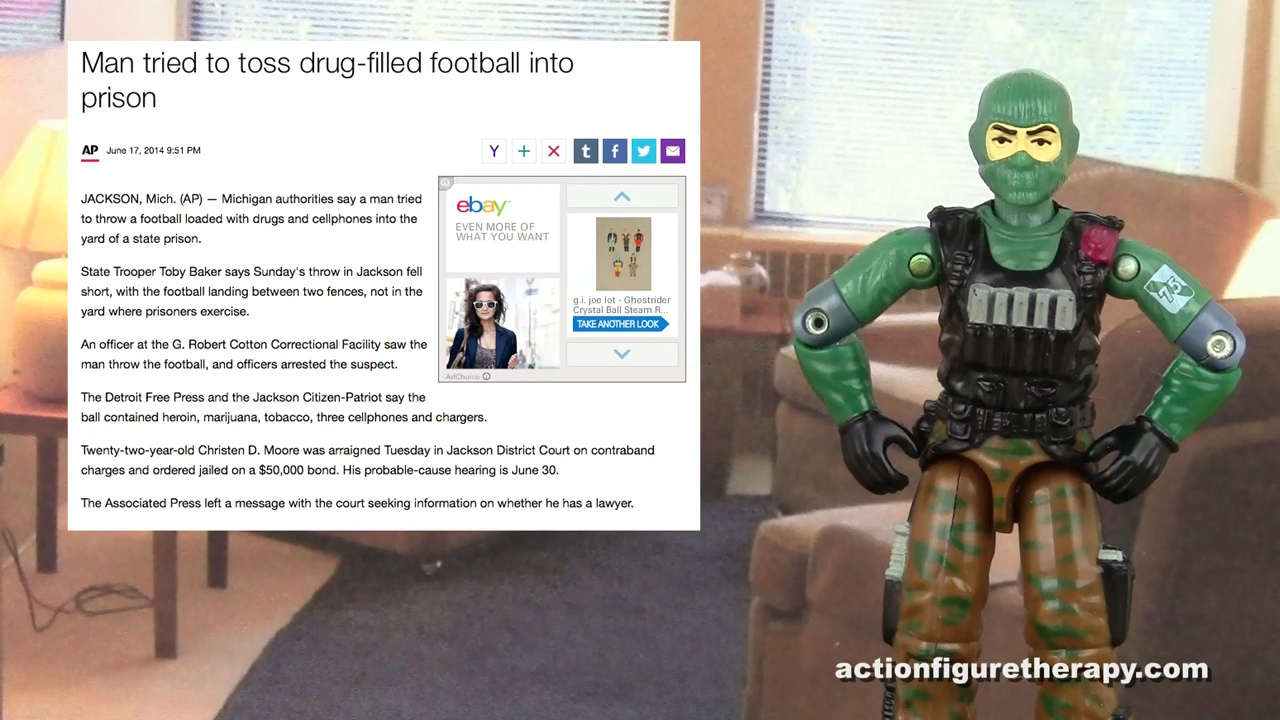 Man tried to toss drug-filled football into
prison
AP June 17, 2014 9:51 PM
JACKSON, Mich. (AP) — Michigan authorities say a man tried
to throw a football loaded with drugs and cellphones into the
yard of a state prison.
State Trooper Toby Baker says Sunday's throw in Jackson fell
short, with the football landing between two fences, not in the
yard where prisoners exercise.
An officer at the G. Robert Cotton Correctional Facility saw the
man throw the football, and officers arrested the suspect.
The Detroit Free Press and the Jackson Citizen-Patriot say the
ball contained heroin, marijuana, tobacco, three cellphones and chargers.
Twenty-two-year-old Christen D. Moore was arraigned Tuesday in Jackson District Court on contraband
charges and ordered jailed on a $50,000 bond. His probable-cause hearing is June 30.
The Associated Press left a message with the court seeking information on whether he has a lawyer.
ebay
EVEN MORE OF
WHAT YOU WANT
g.i. joe lot - Ghostrider
Crystal Ball Stearn R...
TAKE ANOTHER LOOK
AdChoice
75
actionfiguretherapy.com